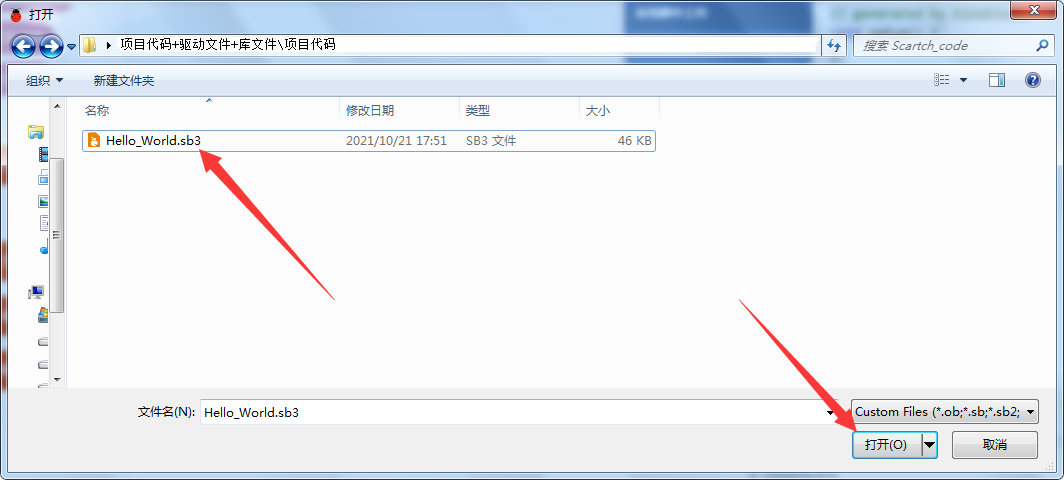 打开
项目代码+驱动文件+库文件\项目代码
搜索 Scartch_code
组织
新建文件夹
名称
修改日期
类型
大小
Hello_World.sb3
2021/10/21 17:51
SB3 文件
46 KB
文件名(N):
Hello_World.sb3
Custom Files (*.ob;*.sb;*.sb2;
打开(O)
取消